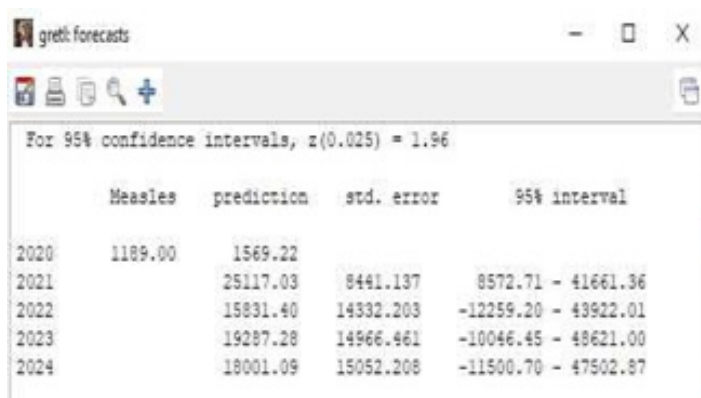 gretl: forecasts
For 95% confidence intervals, z(0.025) = 1.96
Measles prediction std. error 95% interval
2020 1189.00 1569.22
2021 25117.03 8441.137 8572.71 - 41661.36
2022 15831.40 14332.203 -12259.20 - 43922.01
2023 19287.28 14966.461 -10046.45 - 48621.00
2024 18001.09 15052.208 -11500.70 - 47502.87